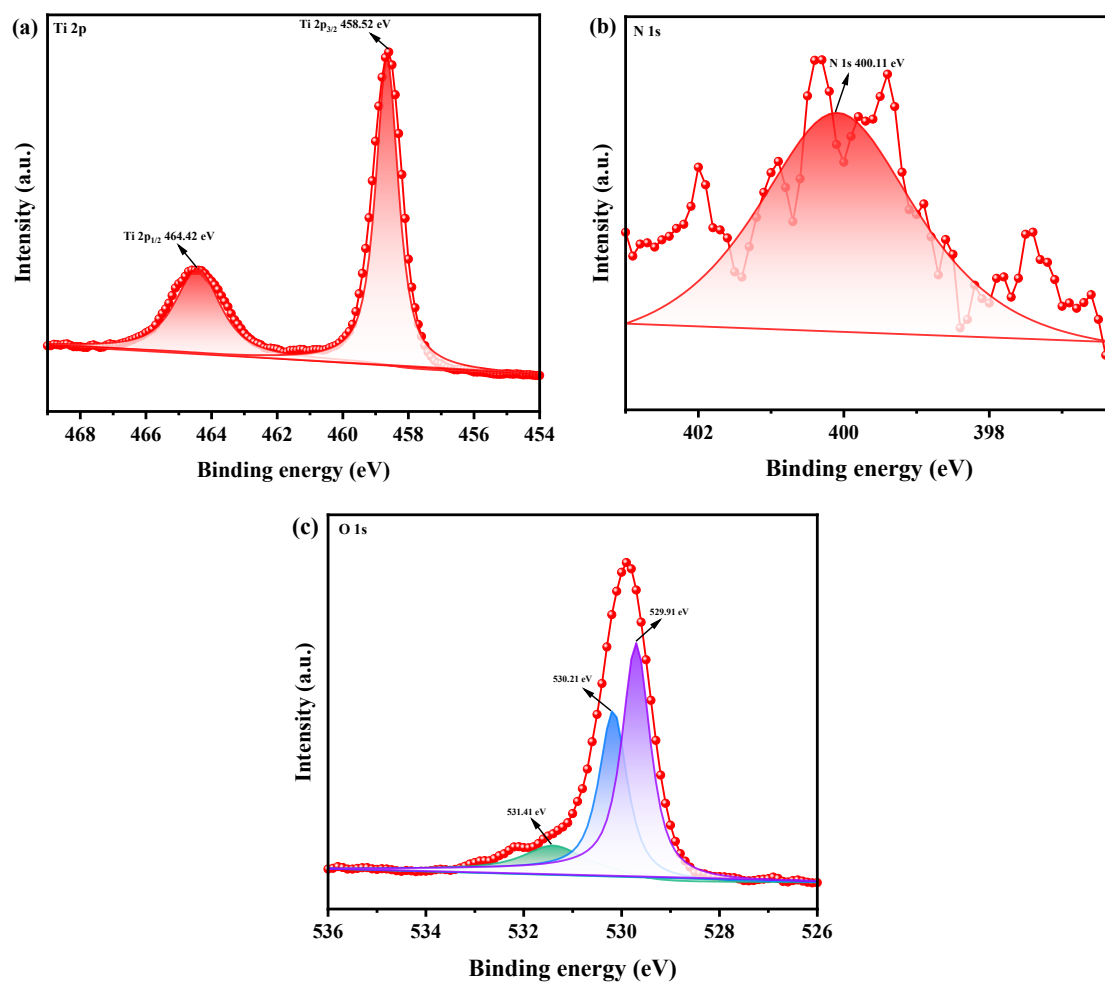 (a)
Ti 2p
Ti 2p3/2 458.52 eV
Ti 2p1/2 464.42 eV
Intensity (a.u.)
468 466 464 462 460 458 456 454
Binding energy (eV)
(b)
N 1s
N 1s 400.11 eV
Intensity (a.u.)
402 400 398
Binding energy (eV)
(c)
O 1s
529.91 eV
530.21 eV
531.41 eV
Intensity (a.u.)
536 534 532 530 528 526
Binding energy (eV)